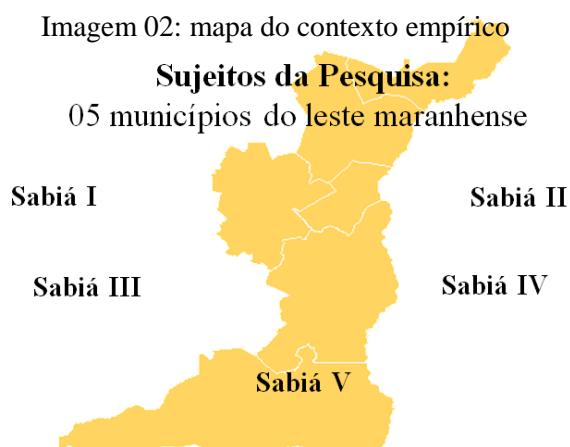 Imagem 02: mapa do contexto empírico
Sujeitos da Pesquisa:
05 municípios do leste maranhense
Sabiá I
Sabiá II
Sabiá III
Sabiá IV
Sabiá V